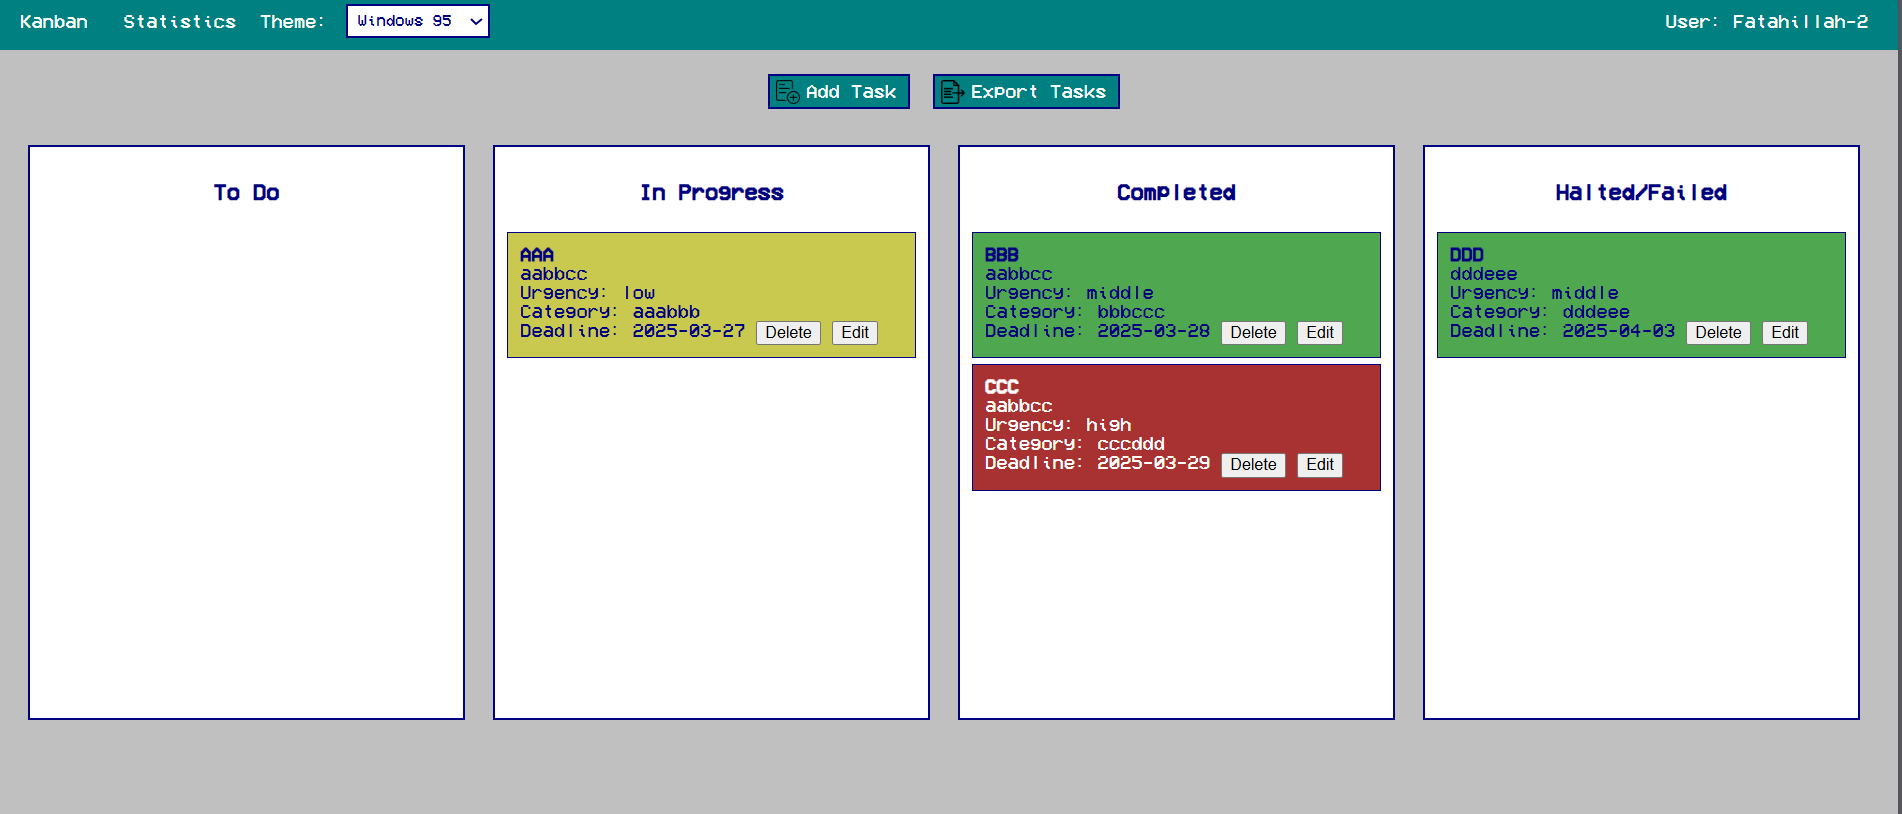 Kanban Statistics Theme: Windows 95 User: Fatahillah-2
Add Task Export Tasks
To Do
In Progress
AAA
aabbcc
Urgency: low
Category: aaabbb
Deadline: 2025-03-27 Delete Edit
Completed
BBB
aabbcc
Urgency: middle
Category: bbbccc
Deadline: 2025-03-28 Delete Edit
CCC
aabbcc
Urgency: high
Category: cccddd
Deadline: 2025-03-29 Delete Edit
Halted/Failed
DDD
dddeee
Urgency: middle
Category: dddeee
Deadline: 2025-04-03 Delete Edit